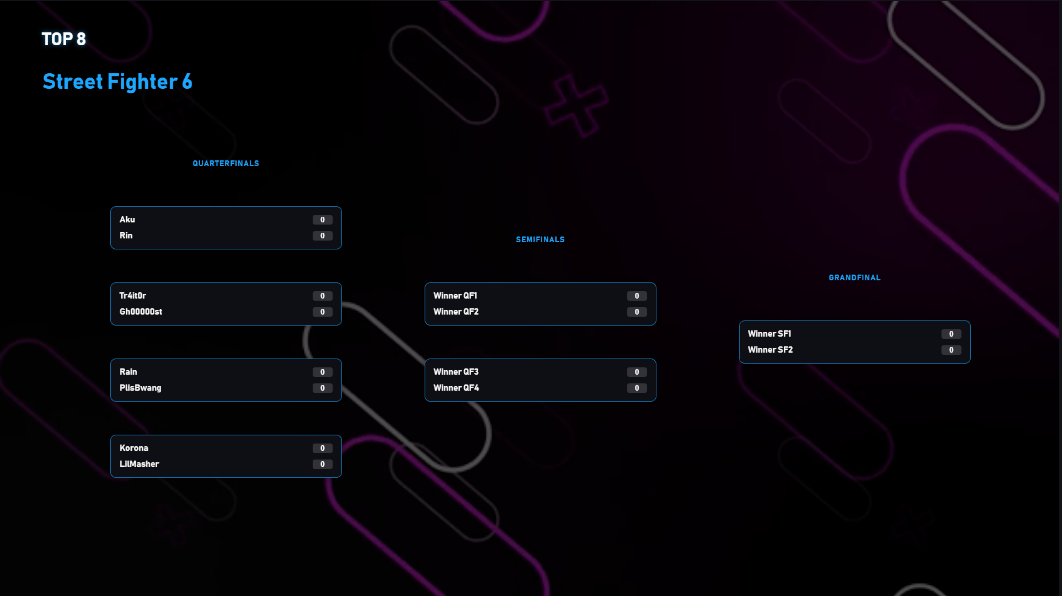 TOP 8
Street Fighter 6
QUARTERFINALS
Aku 0
Rin 0
Tr4it0r 0
Gh00000st 0
Rain 0
PlisBwang 0
Korona 0
LilMasher 0
SEMIFINALS
Winner QF1 0
Winner QF2 0
Winner QF3 0
Winner QF4 0
GRANDFINAL
Winner SF1 0
Winner SF2 0